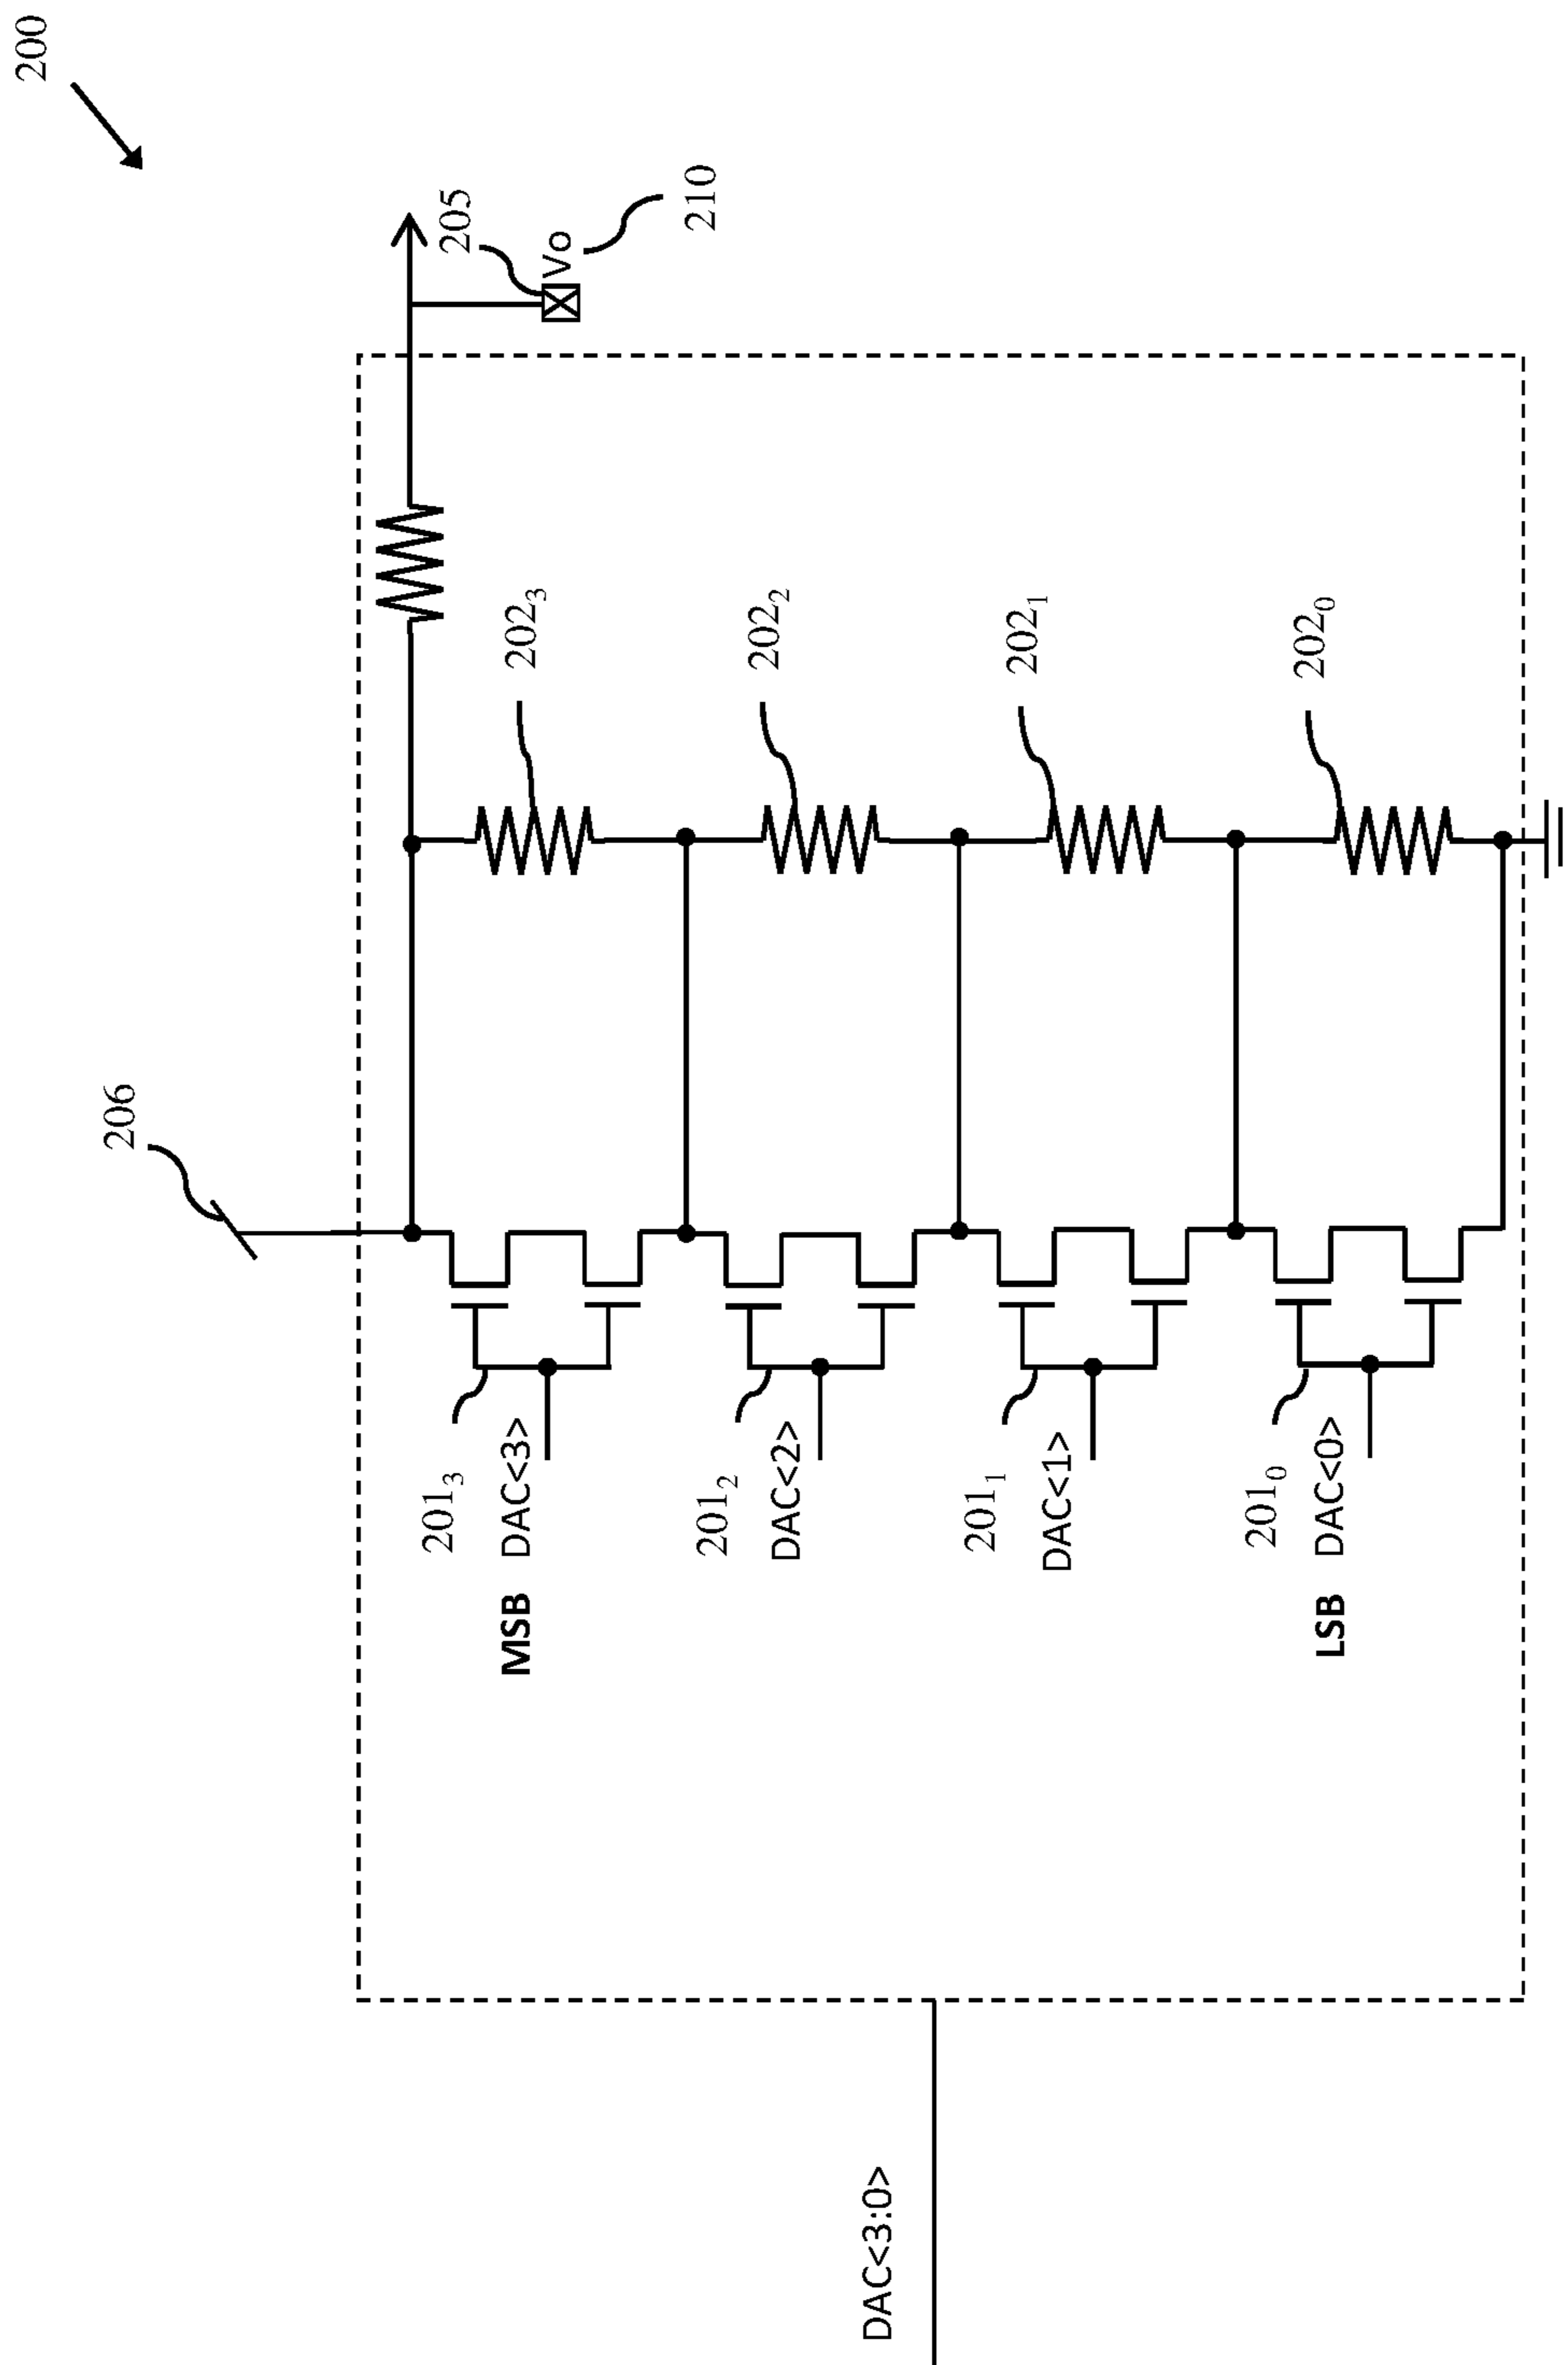 200
206
205
Vo
210
202₃
202₂
202₁
202₀
201₃
MSB DAC<3>
201₂
DAC<2>
201₁
DAC<1>
201₀
LSB DAC<0>
DAC<3:0>